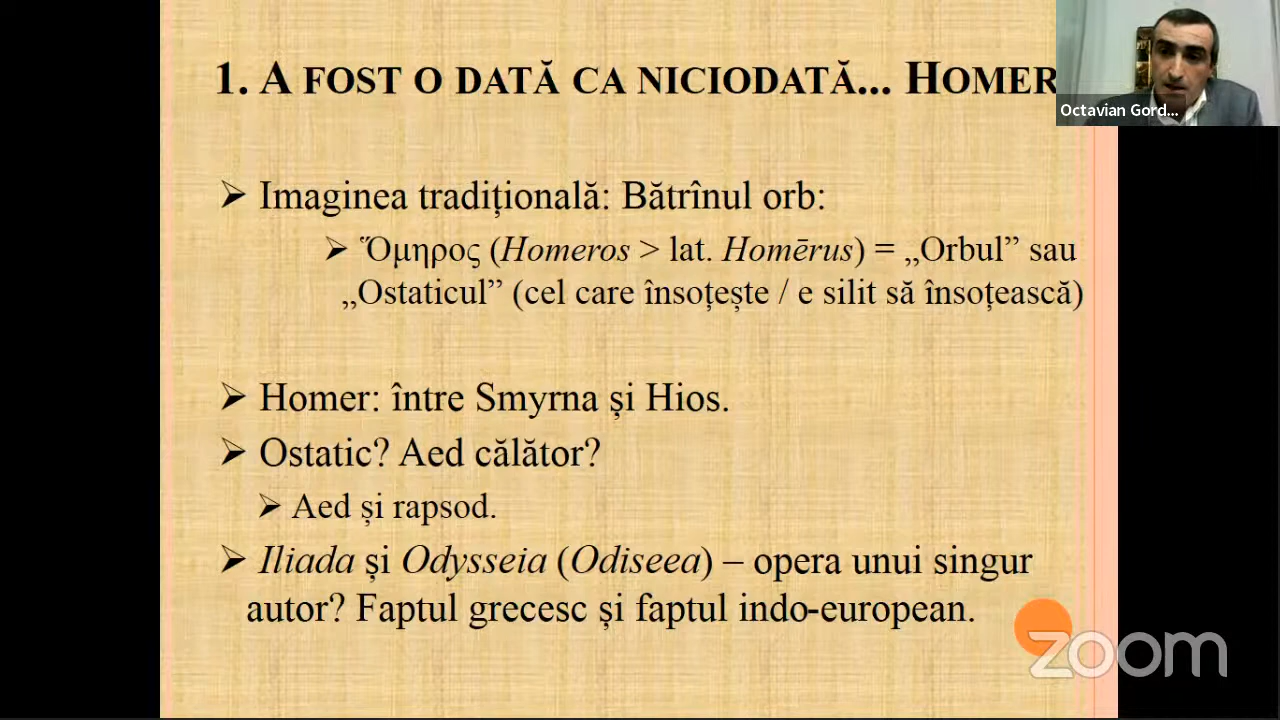 1. A FOST O DATĂ CA NICIODATĂ... HOMER
Octavian Gord...
➢ Imaginea tradițională: Bătrînul orb:
➢ Ὅμηρος (Homeros > lat. Homērus) = „Orbul” sau
„Ostaticul” (cel care însoțește / e silit să însoțească)
➢ Homer: între Smyrna și Hios.
➢ Ostatic? Aed călător?
➢ Aed și rapsod.
➢ Iliada și Odysseia (Odiseea) – opera unui singur
autor? Faptul grecesc și faptul indo-european.
zoom